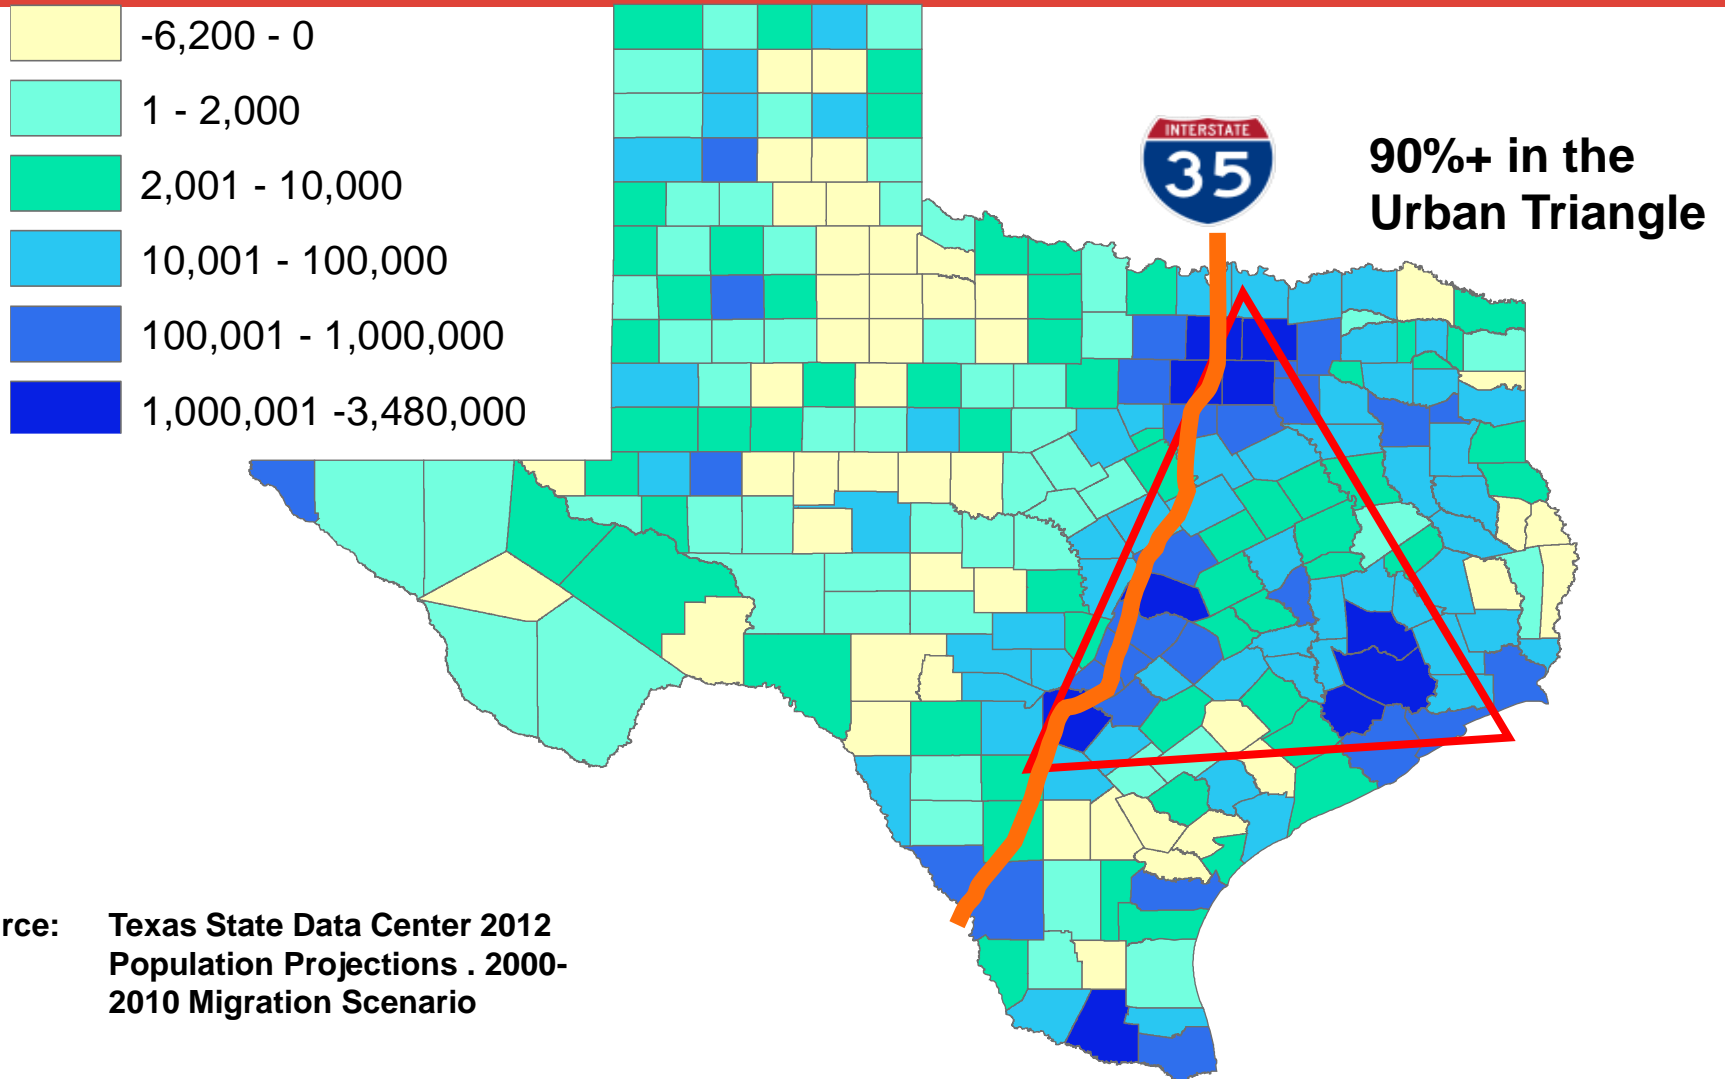 -6,200 - 0
1 - 2,000
2,001 - 10,000
10,001 - 100,000
100,001 - 1,000,000
1,000,001 -3,480,000
INTERSTATE
35
90%+ in the
Urban Triangle
rce: Texas State Data Center 2012
Population Projections . 2000-
2010 Migration Scenario